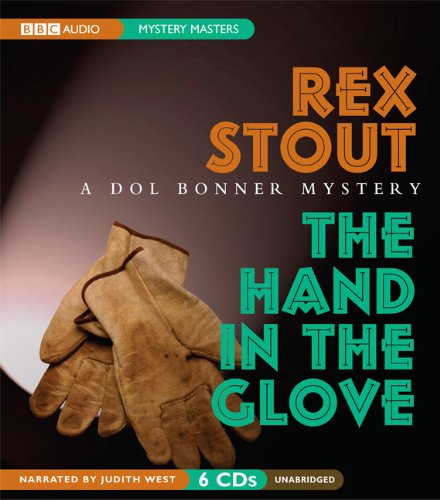 BBC AUDIO MYSTERY MASTERS
REX
STOUT
A DOL BONNER MYSTERY
THE
HAND
IN THE
GLOVE
NARRATED BY JUDITH WEST 6 CDs UNABRIDGED